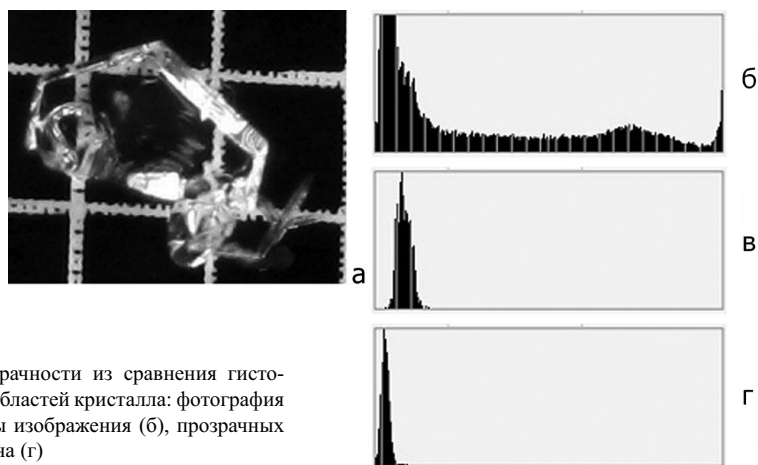 б
в
а
г
рачности из сравнения гисто-
бластей кристалла: фотография
ы изображения (б), прозрачных
на (г)